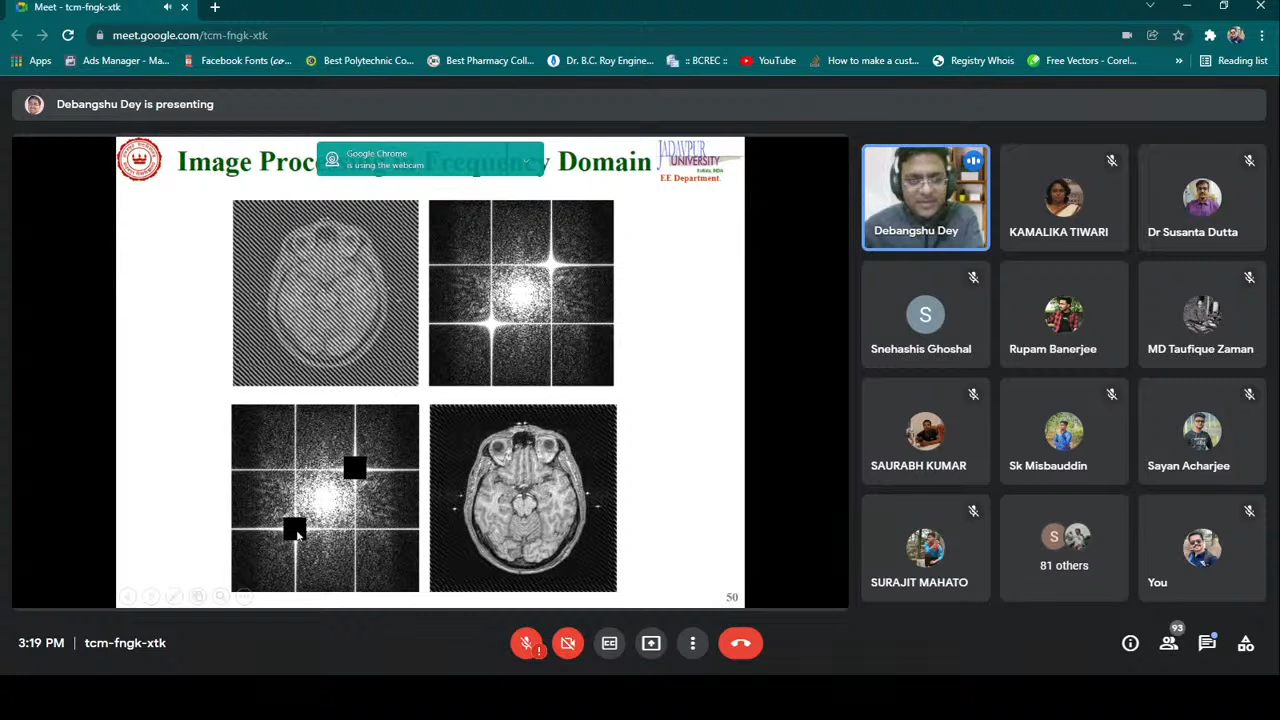 Meet - tcm-fngk-xtk
meet.google.com/tcm-fngk-xtk
Apps
Ads Manager - Ma...
Facebook Fonts (𝓬𝓸...
Best Polytechnic Co...
Best Pharmacy Coll...
Dr. B.C. Roy Engine...
:: BCREC ::
YouTube
How to make a cust...
Registry Whois
Free Vectors - Corel...
»
Reading list
Debangshu Dey is presenting
Image Proc Frequency Domain
Google Chrome
is using the webcam
JADAVPUR
UNIVERSITY
Kolkata, INDIA
EE Department.
50
Debangshu Dey
KAMALIKA TIWARI
Dr Susanta Dutta
S
Snehashis Ghoshal
Rupam Banerjee
MD Taufique Zaman
SAURABH KUMAR
Sk Misbauddin
Sayan Acharjee
SURAJIT MAHATO
S
81 others
You
3:19 PM | tcm-fngk-xtk
93